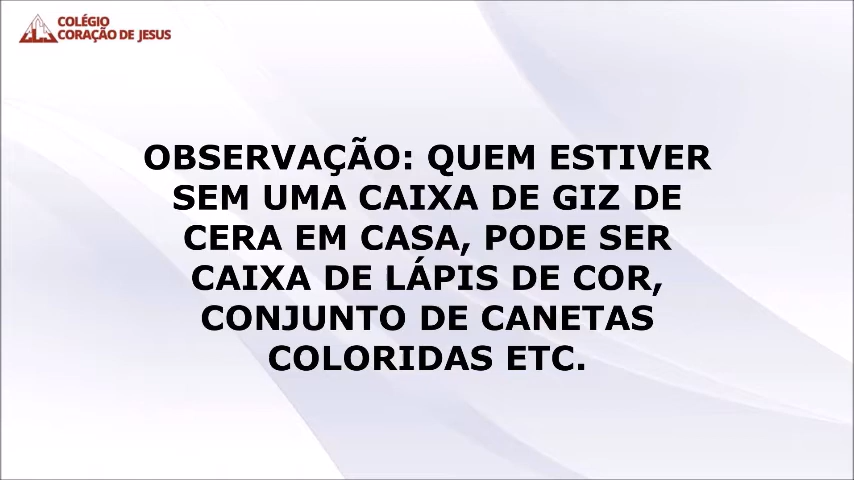 COLÉGIO
CORAÇÃO DE JESUS
OBSERVAÇÃO: QUEM ESTIVER
SEM UMA CAIXA DE GIZ DE
CERA EM CASA, PODE SER
CAIXA DE LÁPIS DE COR,
CONJUNTO DE CANETAS
COLORIDAS ETC.